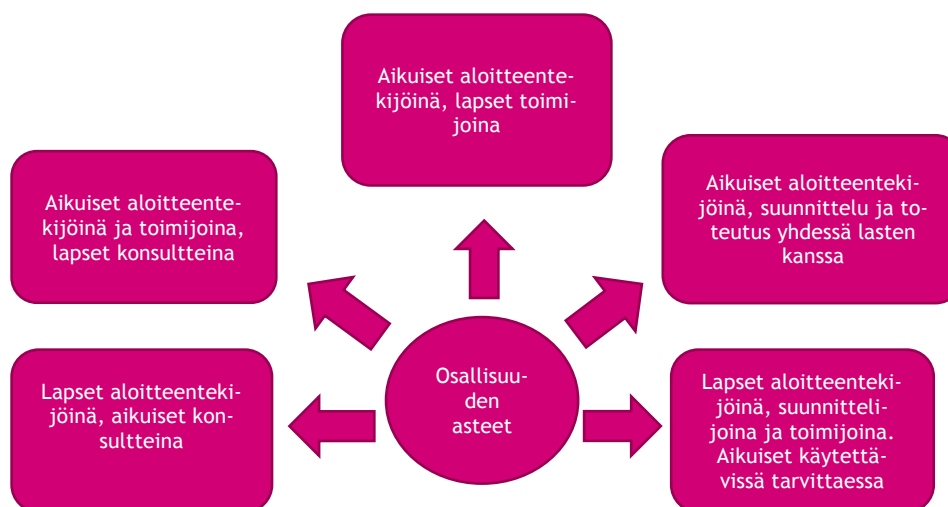 Aikuiset aloitteente-
kijöinä, lapset toimi-
joina
Aikuiset aloitteente-
kijöinä ja toimijoina,
lapset konsultteina
Aikuiset aloitteenteki-
jöinä, suunnittelu ja to-
teutus yhdessä lasten
kanssa
Lapset aloitteenteki-
jöinä, aikuiset kon-
sultteina
Osallisuu-
den
asteet
Lapset aloitteenteki-
jöinä, suunnitteli-
joina ja toimijoina.
Aikuiset käytettä-
vissä tarvittaessa